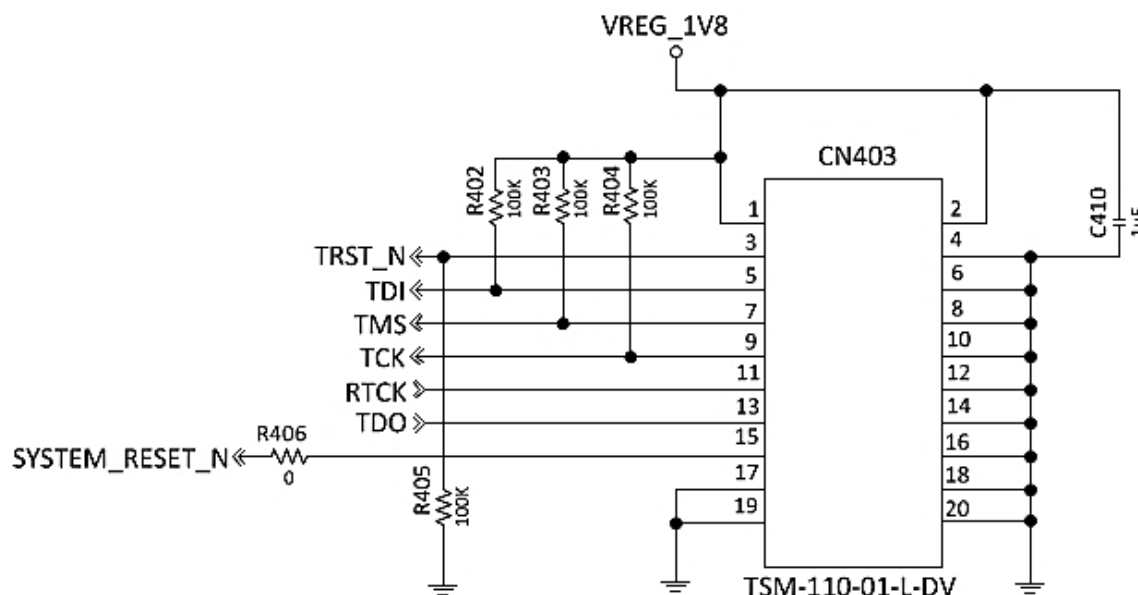 VREG_1V8
CN403
R402 100K
R403 100K
R404 100K
C410
1 2
3 4
5 6
7 8
9 10
11 12
13 14
15 16
17 18
19 20
TRST_N
TDI
TMS
TCK
RTCK
TDO
R406
SYSTEM_RESET_N
0
R405 100K
TSM-110-01-L-DV